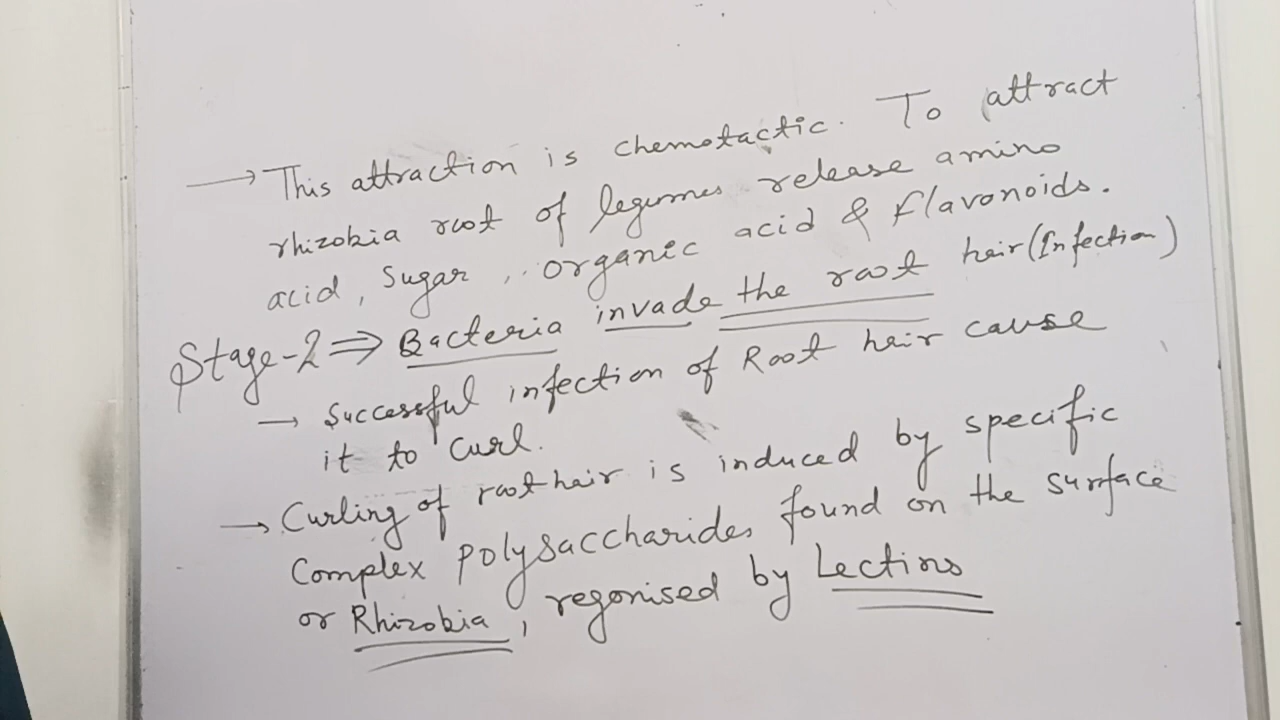 → This attraction is chemotactic. To attract
rhizobia root of legumes release amino
acid, Sugar, organic acid & flavonoids.
Stage-2 ⇒ Bacteria invade the root hair (Infection)
→ Successful infection of Root hair cause
it to Curl.
→ Curling of root hair is induced by specific
Complex polysaccharides found on the surface
or Rhizobia, regonised by Lectins